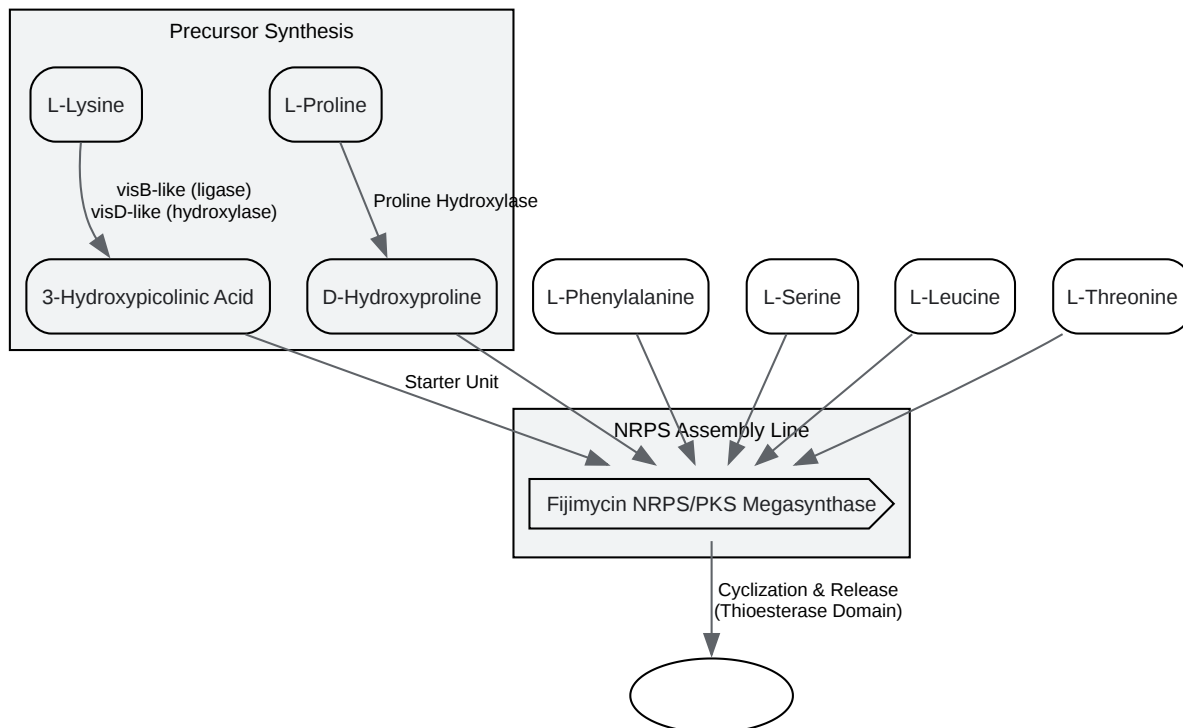 Precursor Synthesis
L-Lysine
L-Proline
visB-like (ligase)
visD-like (hydroxylase)
Proline Hydroxylase
3-Hydroxypicolinic Acid
D-Hydroxyproline
L-Phenylalanine
L-Serine
L-Leucine
L-Threonine
Starter Unit
NRPS Assembly Line
Fijimycin NRPS/PKS Megasynthase
Cyclization & Release
(Thioesterase Domain)